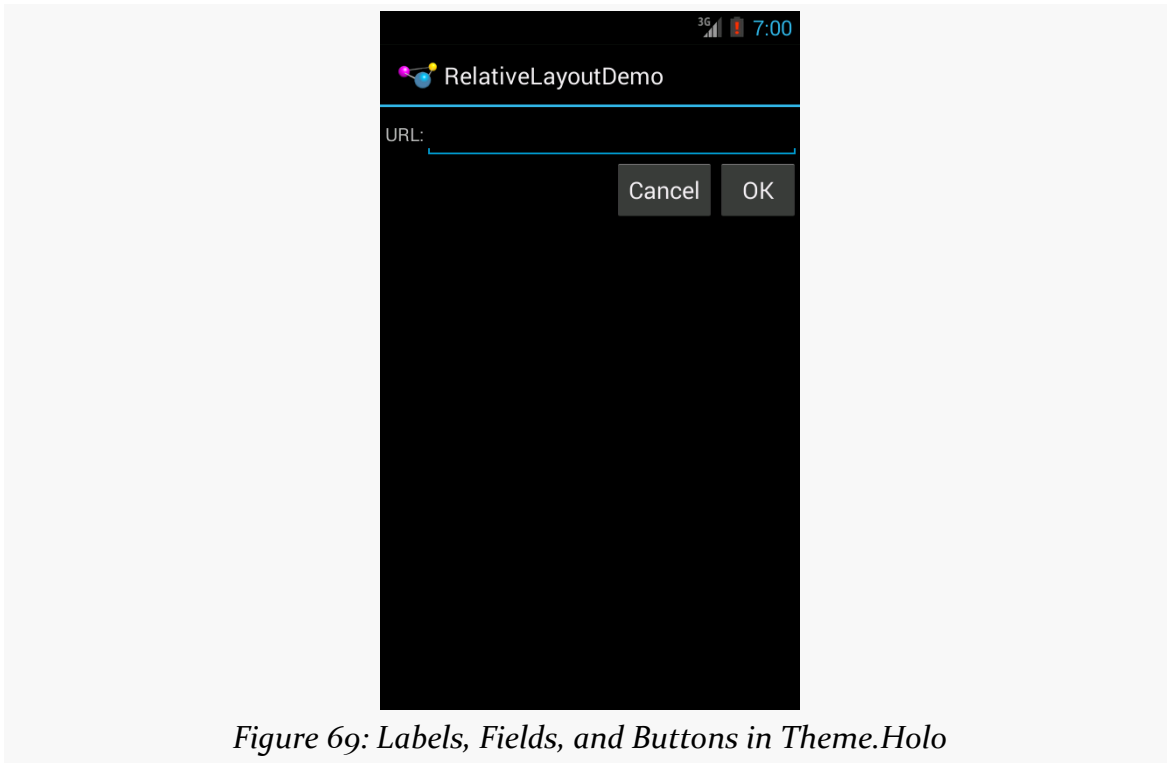 3G 7:00
RelativeLayoutDemo
URL:
Cancel OK
Figure 69: Labels, Fields, and Buttons in Theme.Holo